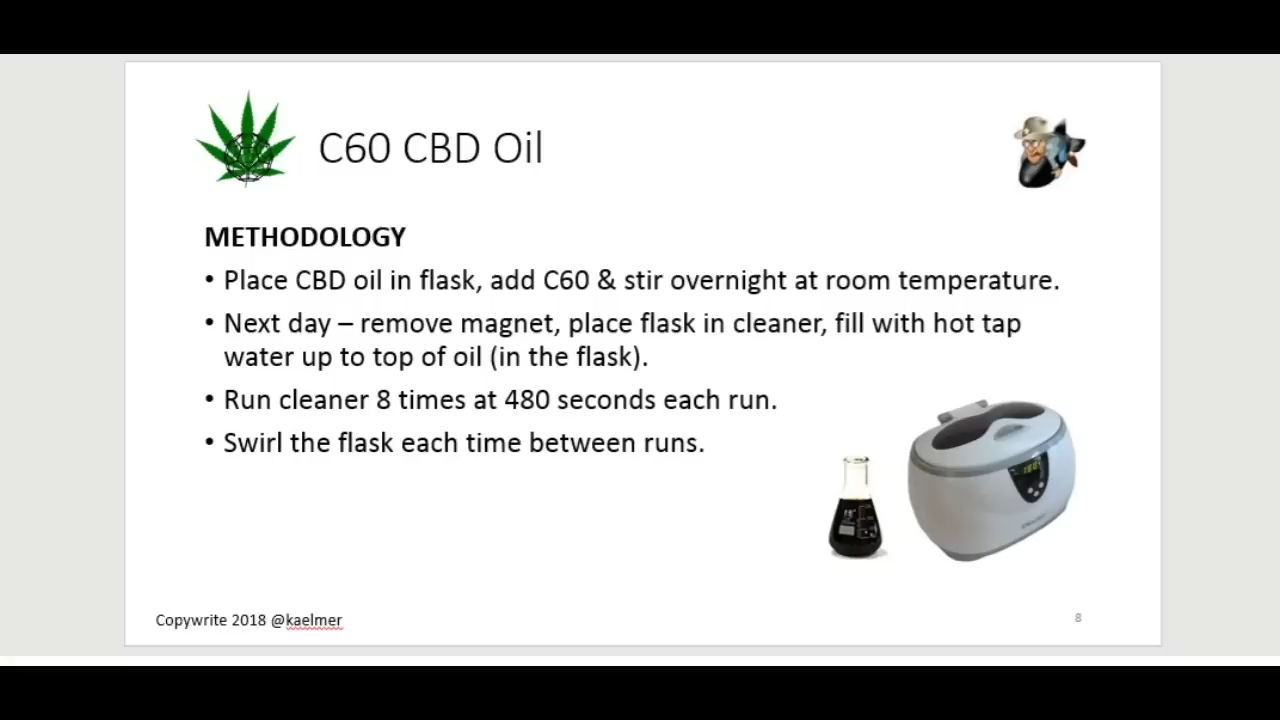 C60 CBD Oil
METHODOLOGY
• Place CBD oil in flask, add C60 & stir overnight at room temperature.
• Next day – remove magnet, place flask in cleaner, fill with hot tap
water up to top of oil (in the flask).
• Run cleaner 8 times at 480 seconds each run.
• Swirl the flask each time between runs.
Copywrite 2018 @kaelmer
8